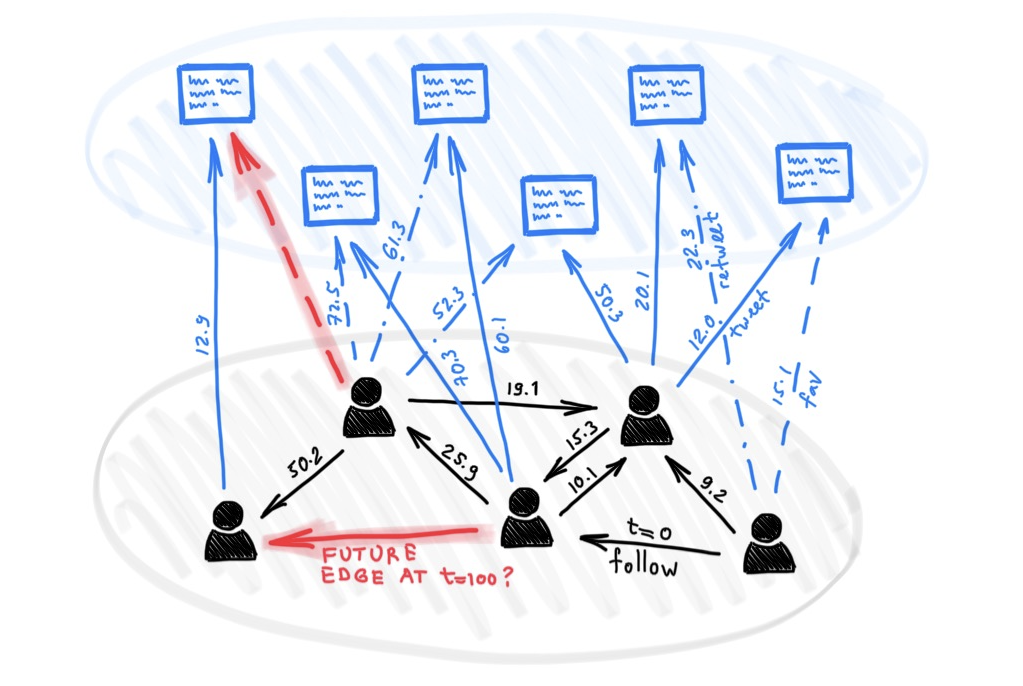 61.3
22.3
retweet
72.5
52.3
50.3
20.1
12.9
60.1
12.0
tweet
70.3
15.1
fav
19.1
15.3
50.2
25.9
10.1
9.2
t=0
follow
FUTURE
EDGE AT t=100?